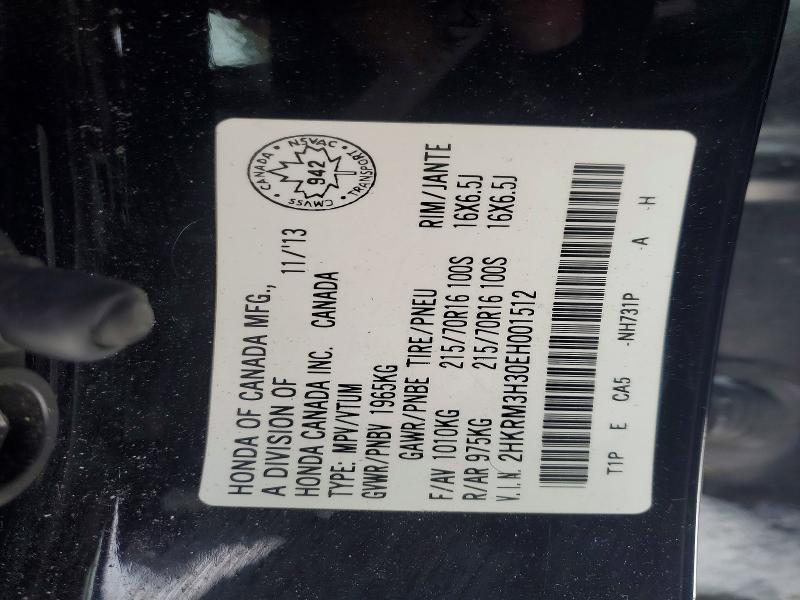 HONDA OF CANADA MFG., 11/'13
A DIVISION OF
HONDA CANADA INC. CANADA
TYPE: MPV/VTUM
GVWR/PNBV 1965KG
GAWR/PNBE TIRE/PNEU RIM/JANTE
F/AV 1010KG 215/70R16 100S 16X6.5J
R/AR 975KG 215/70R16 100S 16X6.5J
V.I.N. 2HKRM3H30EH001512
T1P E CA5 -NH731P -A -H
CANADA • NSVAC • TRANSPORT • CMVSS •
942